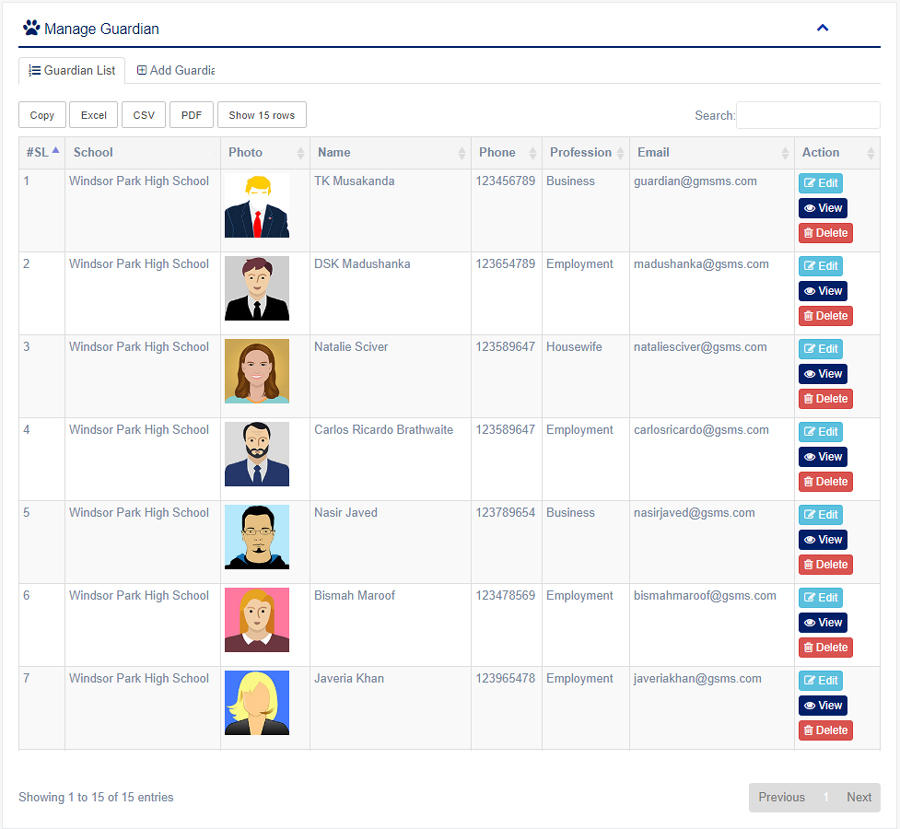 Manage Guardian
Guardian List Add Guardia
Copy Excel CSV PDF Show 15 rows Search:
#SL School Photo Name Phone Profession Email Action
1 Windsor Park High School TK Musakanda 123456789 Business guardian@gmsms.com Edit
View
Delete
2 Windsor Park High School DSK Madushanka 123654789 Employment madushanka@gsms.com Edit
View
Delete
3 Windsor Park High School Natalie Sciver 123589647 Housewife nataliesciver@gsms.com Edit
View
Delete
4 Windsor Park High School Carlos Ricardo Brathwaite 123589647 Employment carlosricardo@gsms.com Edit
View
Delete
5 Windsor Park High School Nasir Javed 123789654 Business nasirjaved@gsms.com Edit
View
Delete
6 Windsor Park High School Bismah Maroof 123478569 Employment bismahmaroof@gsms.com Edit
View
Delete
7 Windsor Park High School Javeria Khan 123965478 Employment javeriakhan@gsms.com Edit
View
Delete
Showing 1 to 15 of 15 entries Previous 1 Next